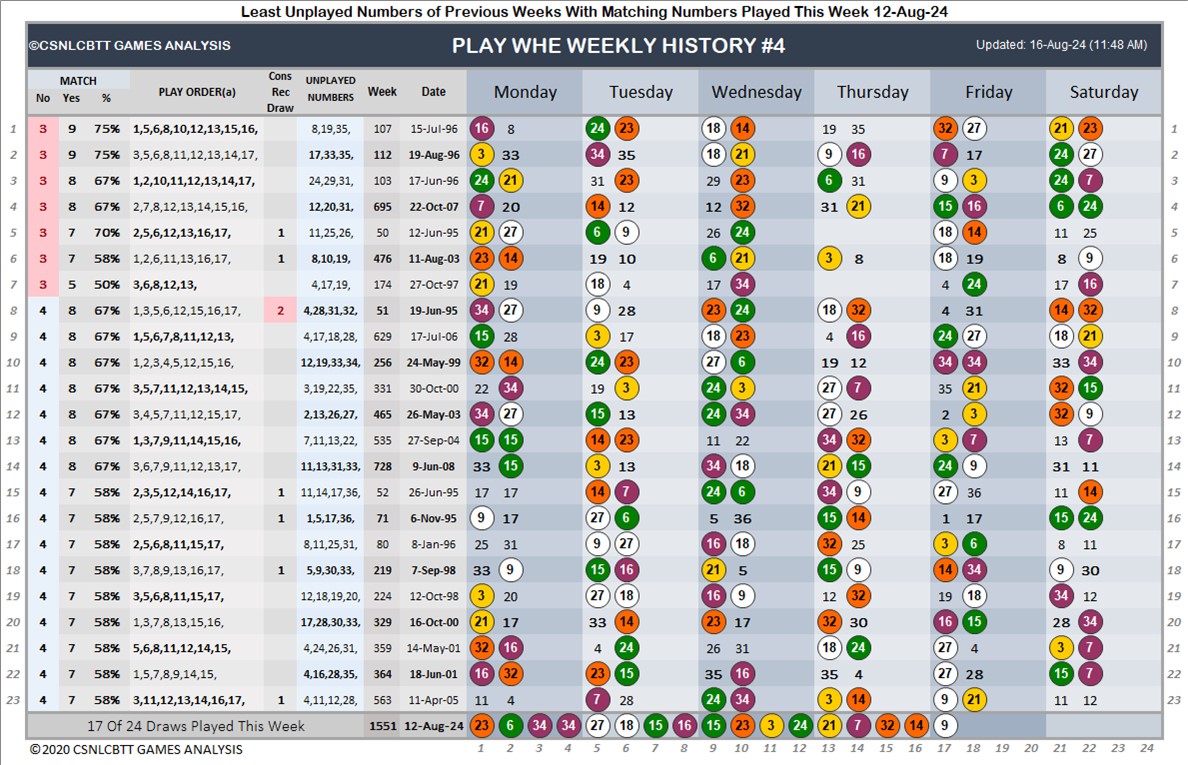 Least Unplayed Numbers of Previous Weeks With Matching Numbers Played This Week 12-Aug-24
©CSNLCBTT GAMES ANALYSIS PLAY WHE WEEKLY HISTORY #4 Updated: 16-Aug-24 (11:48 AM)
MATCH No Yes % PLAY ORDER(a) Cons Rec Draw UNPLAYED NUMBERS Week Date Monday Tuesday Wednesday Thursday Friday Saturday
1 3 9 75% 1,5,6,8,10,12,13,15,16, 8,19,35, 107 15-Jul-96 16 8 24 23 18 14 19 35 32 27 21 23 1
2 3 9 75% 3,5,6,8,11,12,13,14,17, 17,33,35, 112 19-Aug-96 3 33 34 35 18 21 9 16 7 17 24 27 2
3 3 8 67% 1,2,10,11,12,13,14,17, 24,29,31, 103 17-Jun-96 24 21 31 23 29 23 6 31 9 3 24 7 3
4 3 8 67% 2,7,8,12,13,14,15,16, 12,20,31, 695 22-Oct-07 7 20 14 12 12 32 31 21 15 16 6 24 4
5 3 7 70% 2,5,6,12,13,16,17, 1 11,25,26, 50 12-Jun-95 21 27 6 9 26 24 18 14 11 25 5
6 3 7 58% 1,2,6,11,13,16,17, 1 8,10,19, 476 11-Aug-03 23 14 19 10 6 21 3 8 18 19 8 9 6
7 3 5 50% 3,6,8,12,13, 4,17,19, 174 27-Oct-97 21 19 18 4 17 34 4 24 17 16 7
8 4 8 67% 1,3,5,6,12,15,16,17, 2 4,28,31,32, 51 19-Jun-95 34 27 9 28 23 24 18 32 4 31 14 32 8
9 4 8 67% 1,5,6,7,8,11,12,13, 4,17,18,28, 629 17-Jul-06 15 28 3 17 18 23 4 16 24 27 18 21 9
10 4 8 67% 1,2,3,4,5,12,15,16, 12,19,33,34, 256 24-May-99 32 14 24 23 27 6 19 12 34 34 33 34 10
11 4 8 67% 3,5,7,11,12,13,14,15, 3,19,22,35, 331 30-Oct-00 22 34 19 3 24 3 27 7 35 21 32 15 11
12 4 8 67% 3,4,5,7,11,12,15,17, 2,13,26,27, 465 26-May-03 34 27 15 13 24 34 27 26 2 3 32 9 12
13 4 8 67% 1,3,7,9,11,14,15,16, 7,11,13,22, 535 27-Sep-04 15 15 14 23 11 22 34 32 3 7 13 7 13
14 4 8 67% 3,6,7,9,11,12,13,17, 11,13,31,33, 728 9-Jun-08 33 15 3 13 34 18 21 15 24 9 31 11 14
15 4 7 58% 2,3,5,12,14,16,17, 1 11,14,17,36, 52 26-Jun-95 17 17 14 7 24 6 34 9 27 36 11 14 15
16 4 7 58% 2,5,7,9,12,16,17, 1 1,5,17,36, 71 6-Nov-95 9 17 27 6 5 36 15 14 1 17 15 24 16
17 4 7 58% 2,5,6,8,11,15,17, 8,11,25,31, 80 8-Jan-96 25 31 9 27 16 18 32 25 3 6 8 11 17
18 4 7 58% 3,7,8,9,13,16,17, 1 5,9,30,33, 219 7-Sep-98 33 9 15 16 21 5 15 9 14 34 9 30 18
19 4 7 58% 3,5,6,8,11,15,17, 12,18,19,20, 224 12-Oct-98 3 20 27 18 16 9 12 32 19 18 34 12 19
20 4 7 58% 1,3,7,8,13,15,16, 17,28,30,33, 329 16-Oct-00 21 17 33 14 23 17 32 30 16 15 28 34 20
21 4 7 58% 5,6,8,11,12,14,15, 4,24,26,31, 359 14-May-01 32 16 4 24 26 31 18 24 27 4 3 7 21
22 4 7 58% 1,5,7,8,9,14,15, 4,16,28,35, 364 18-Jun-01 16 32 23 15 35 16 35 4 27 28 15 7 22
23 4 7 58% 3,11,12,13,14,16,17, 1 4,11,12,28, 563 11-Apr-05 11 4 7 28 24 34 3 14 9 21 11 12 23
17 Of 24 Draws Played This Week 1551 12-Aug-24 23 6 34 34 27 18 15 16 15 23 3 24 21 7 32 14 9
© 2020 CSNLCBTT GAMES ANALYSIS 1 2 3 4 5 6 7 8 9 10 11 12 13 14 15 16 17 18 19 20 21 22 23 24